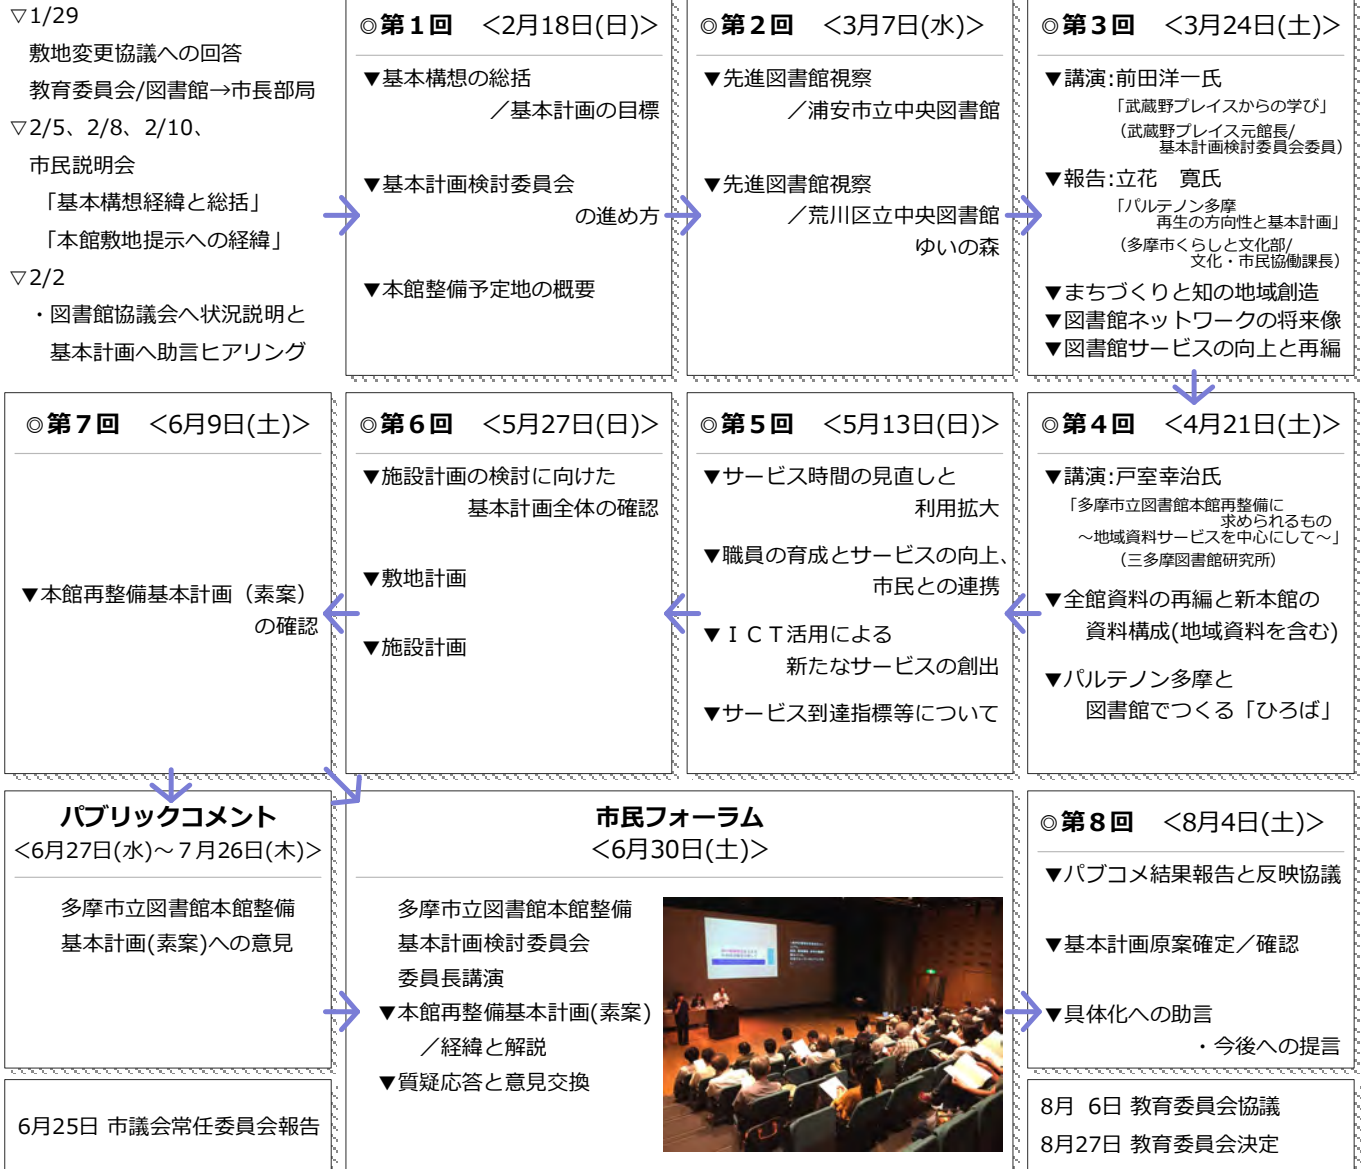 ▽1/29
敷地変更協議への回答
教育委員会/図書館→市長部局
▽2/5、2/8、2/10、
市民説明会
「基本構想経緯と総括」
「本館敷地提示への経緯」
▽2/2
・図書館協議会へ状況説明と
基本計画へ助言ヒアリング
◎第１回 <2月18日(日)>
▼基本構想の総括
／基本計画の目標
▼基本計画検討委員会
の進め方
▼本館整備予定地の概要
◎第２回 <3月7日(水)>
▼先進図書館視察
／浦安市立中央図書館
▼先進図書館視察
／荒川区立中央図書館
ゆいの森
◎第３回 <3月24日(土)>
▼講演:前田洋一氏
「武蔵野プレイスからの学び」
（武蔵野プレイス元館長/
基本計画検討委員会委員）
▼報告:立花　寛氏
「パルテノン多摩
再生の方向性と基本計画」
（多摩市くらしと文化部/
文化・市民協働課長）
▼まちづくりと知の地域創造
▼図書館ネットワークの将来像
▼図書館サービスの向上と再編
◎第４回 <4月21日(土)>
▼講演:戸室幸治氏
「多摩市立図書館本館再整備に
求められるもの
～地域資料サービスを中心にして～」
（三多摩図書館研究所）
▼全館資料の再編と新本館の
資料構成(地域資料を含む)
▼パルテノン多摩と
図書館でつくる「ひろば」
◎第５回 <5月13日(日)>
▼サービス時間の見直しと
利用拡大
▼職員の育成とサービスの向上、
市民との連携
▼ＩＣＴ活用による
新たなサービスの創出
▼サービス到達指標等について
◎第６回 <5月27日(日)>
▼施設計画の検討に向けた
基本計画全体の確認
▼敷地計画
▼施設計画
◎第７回 <6月9日(土)>
▼本館再整備基本計画（素案）
の確認
パブリックコメント
<6月27日(水)～７月26日(木)>
多摩市立図書館本館整備
基本計画(素案)への意見
6月25日 市議会常任委員会報告
市民フォーラム
<6月30日(土)>
多摩市立図書館本館整備
基本計画検討委員会
委員長講演
▼本館再整備基本計画(素案)
／経緯と解説
▼質疑応答と意見交換
◎第８回 <8月4日(土)>
▼パブコメ結果報告と反映協議
▼基本計画原案確定／確認
▼具体化への助言
・今後への提言
8月 6日 教育委員会協議
8月27日 教育委員会決定